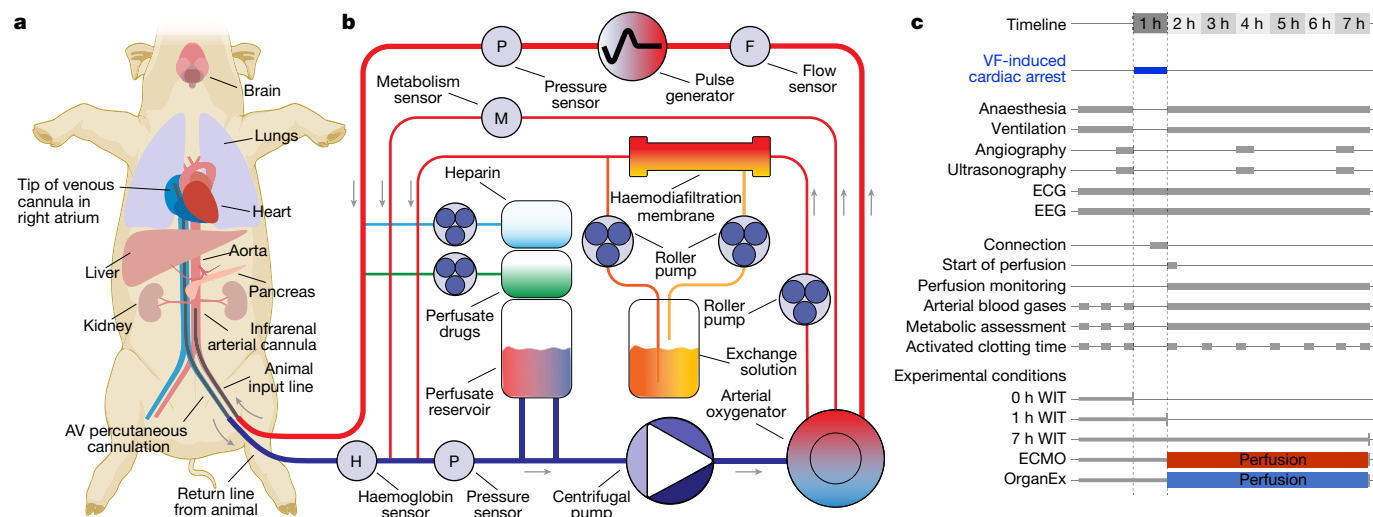 a
Brain
Lungs
Tip of venous
cannula in
right atrium
Heart
Aorta
Liver
Pancreas
Kidney
Infrarenal
arterial cannula
Animal
input line
AV percutaneous
cannulation
Return line
from animal
b
P
F
Pressure
sensor
Pulse
generator
Flow
sensor
Metabolism
sensor
M
Heparin
Haemodiafiltration
membrane
Roller
pump
Perfusate
drugs
Roller
pump
Perfusate
reservoir
Exchange
solution
Arterial
oxygenator
H
P
Haemoglobin
sensor
Pressure
sensor
Centrifugal
pump
c
Timeline
1 h
2 h
3 h
4 h
5 h
6 h
7 h
VF-induced
cardiac arrest
Anaesthesia
Ventilation
Angiography
Ultrasonography
ECG
EEG
Connection
Start of perfusion
Perfusion monitoring
Arterial blood gases
Metabolic assessment
Activated clotting time
Experimental conditions
0 h WIT
1 h WIT
7 h WIT
ECMO
Perfusion
OrganEx
Perfusion